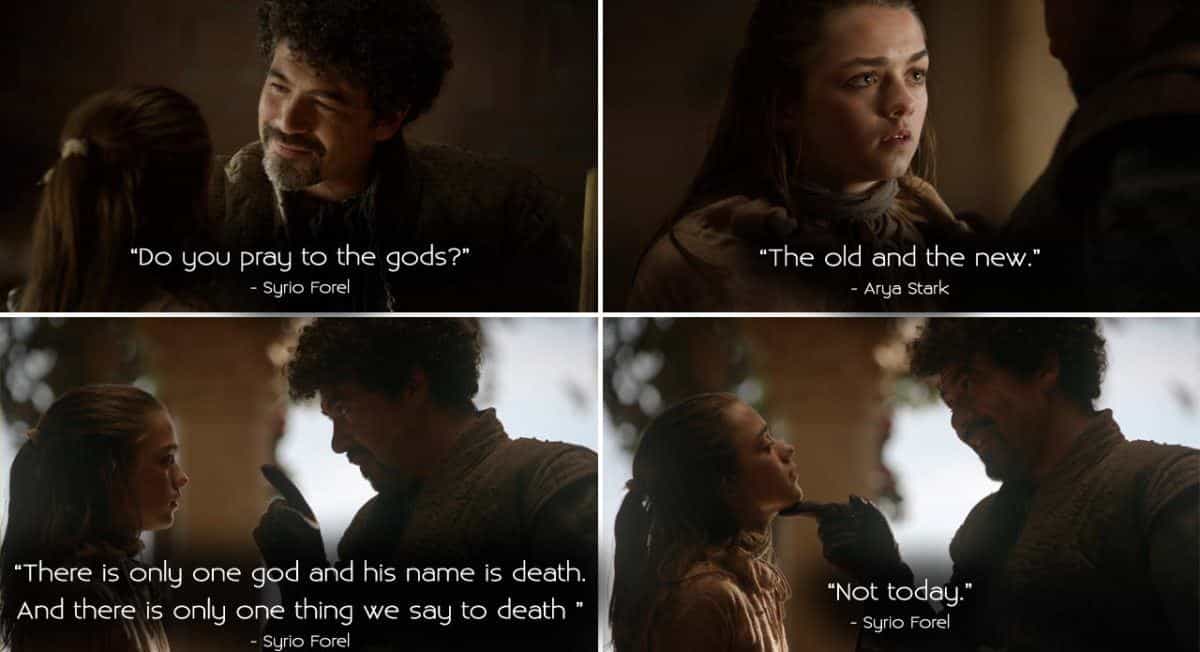 “Do you pray to the gods?”
- Syrio Forel
“The old and the new.”
- Arya Stark
“There is only one god and his name is death.
And there is only one thing we say to death ”
- Syrio Forel
“Not today.”
- Syrio Forel